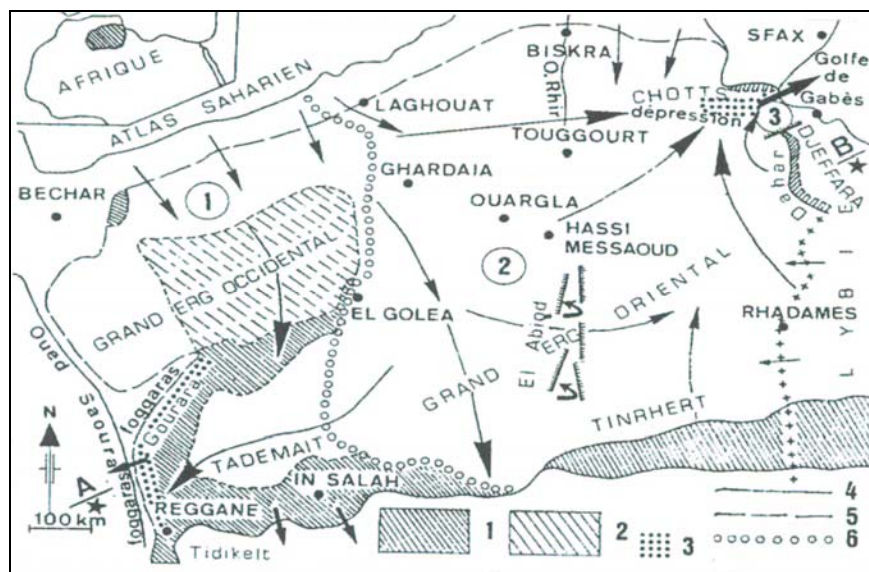 AFRIQUE
ATLAS SAHARIEN
BISKRA
O. Rhir
SFAX
Golfe
de
Gabès
LAGHOUAT
CHOTTS
dépression
3
TOUGGOURT
B
DJEFFARA
Dahar
BECHAR
1
GHARDAIA
OUARGLA
HASSI
MESSAOUD
2
GRAND ERG OCCIDENTAL
EL GOLEA
El Abiod
GRAND ERG ORIENTAL
RHADAMES
LYBIE
Oued Saoura
foggaras
Gourara
foggaras
N
A
100 km
TADEMAIT
TINRHERT
IN SALAH
REGGANE
Tidikelt
1
2
3
4
5
6